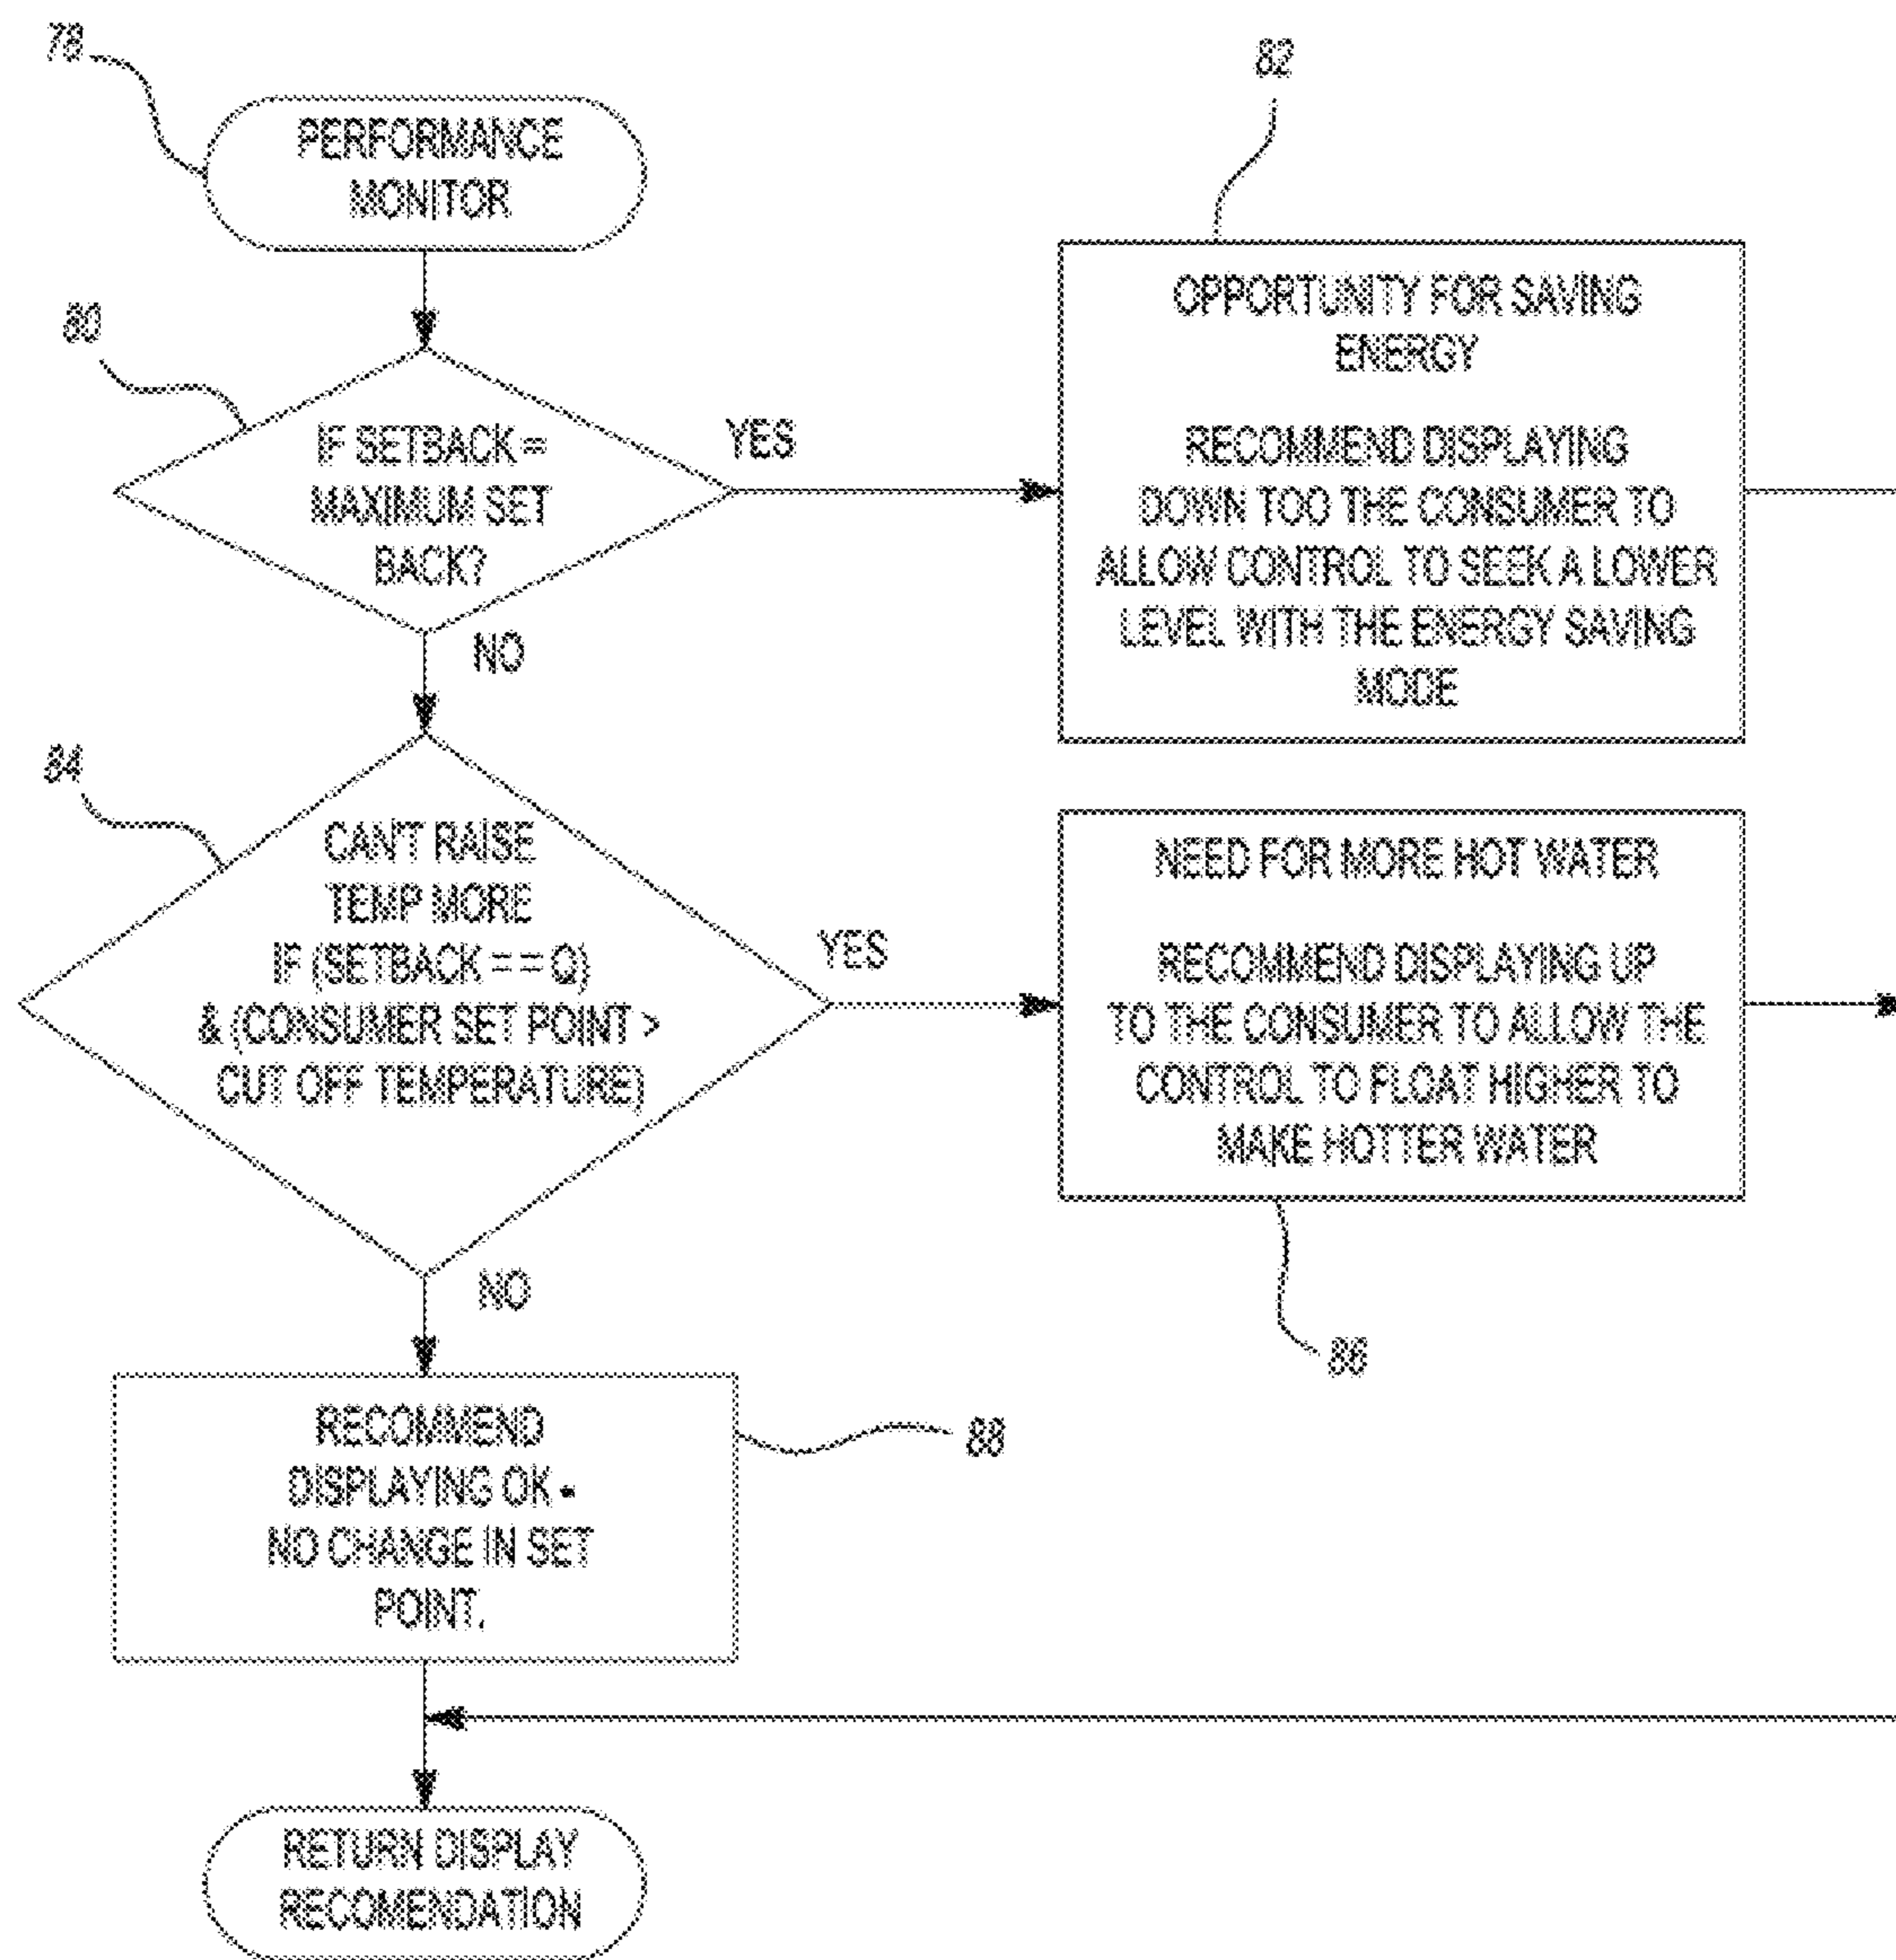 78
PERFORMANCE
MONITOR
80
IF SETBACK =
MAXIMUM SET
BACK?
YES
NO
82
OPPORTUNITY FOR SAVING
ENERGY
RECOMMEND DISPLAYING
DOWN TOO THE CONSUMER TO
ALLOW CONTROL TO SEEK A LOWER
LEVEL WITH THE ENERGY SAVING
MODE
84
CAN'T RAISE
TEMP MORE
IF (SETBACK == Q)
& (CONSUMER SET POINT >
CUT OFF TEMPERATURE)
YES
NO
NEED FOR MORE HOT WATER
RECOMMEND DISPLAYING UP
TO THE CONSUMER TO ALLOW THE
CONTROL TO FLOAT HIGHER TO
MAKE HOTTER WATER
86
RECOMMEND
DISPLAYING OK -
NO CHANGE IN SET
POINT.
88
RETURN DISPLAY
RECOMENDATION